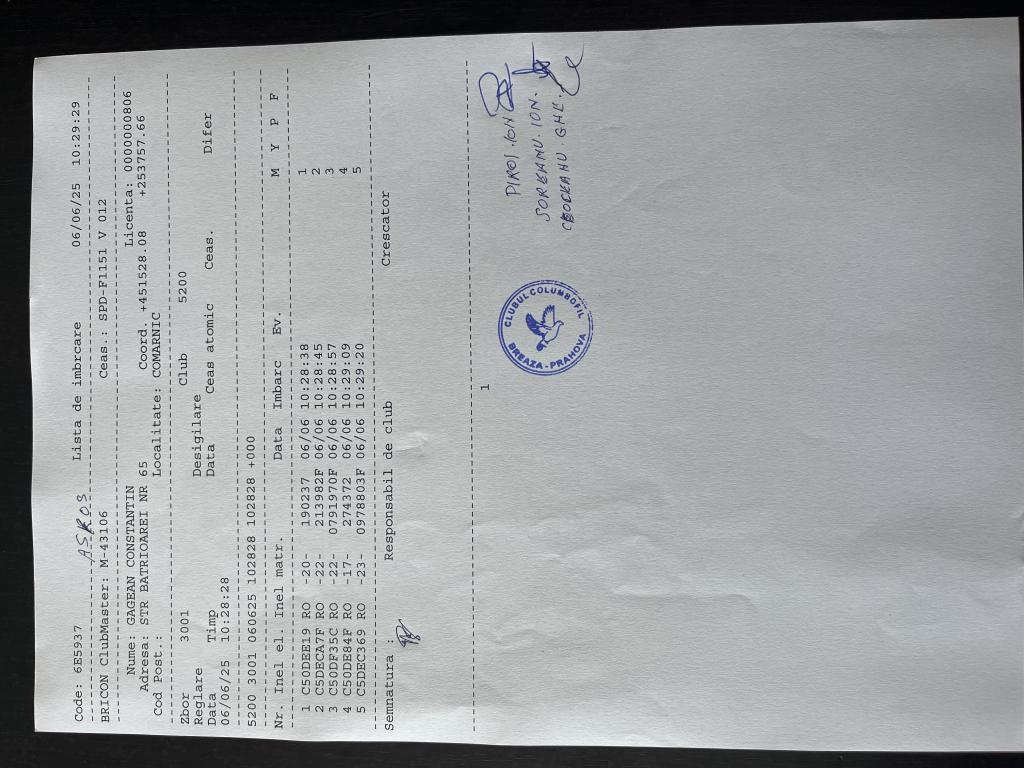 Code: 6E5937 Lista de imbrcare 06/06/25 10:29:29
ASROS
BRICON ClubMaster: M-43106 Ceas.: SPD-F1151 V 012
Nume: GAGEAN CONSTANTIN Licenta: 00000000806
Adresa: STR BATRIOAREI NR 65 Coord. +451528.08 +253757.66
Cod Post.: Localitate: COMARNIC
Zbor 3001 Club 5200
Reglare Desigilare
Data Timp Data Ceas atomic Ceas. Difer
06/06/25 10:28:28
5200 3001 060625 102828 102828 +000
Nr. Inel el. Inel matr. Data Imbarc Ev. M Y P F
1 C50DEE19 RO -20- 190237 06/06 10:28:38 1
2 C5DECA7F RO -22- 213982F 06/06 10:28:45 2
3 C50DF35C RO -22- 0791970F 06/06 10:28:57 3
4 C50DE84F RO -17- 274372 06/06 10:29:09 4
5 C5DEC369 RO -23- 0978803F 06/06 10:29:20 5
Semnatura : Responsabil de club Crescator
1
PIROI.ION
SOREANU.ION.
CIOCEANU.GHE.
CLUBUL COLUMBOFIL
BREAZA-PRAHOVA